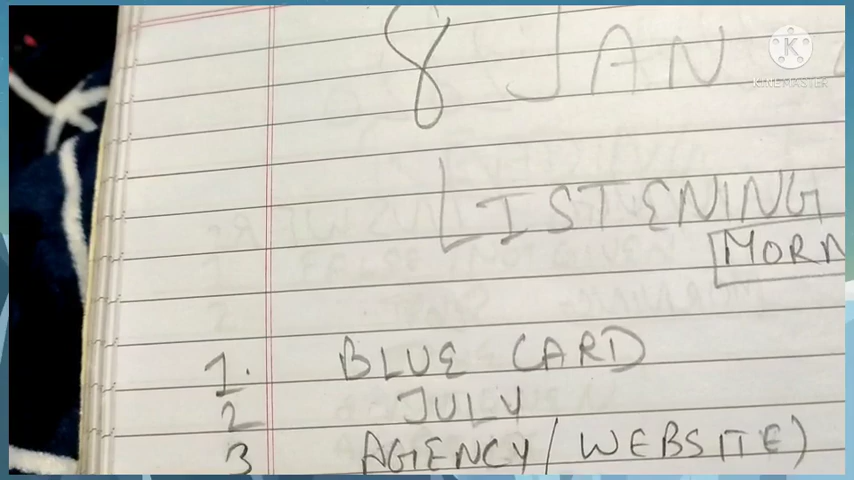 8 JAN
KINEMASTER
LISTENING
MORN
1. BLUE CARD
2 JULY
3 AGENCY/WEBSITE)